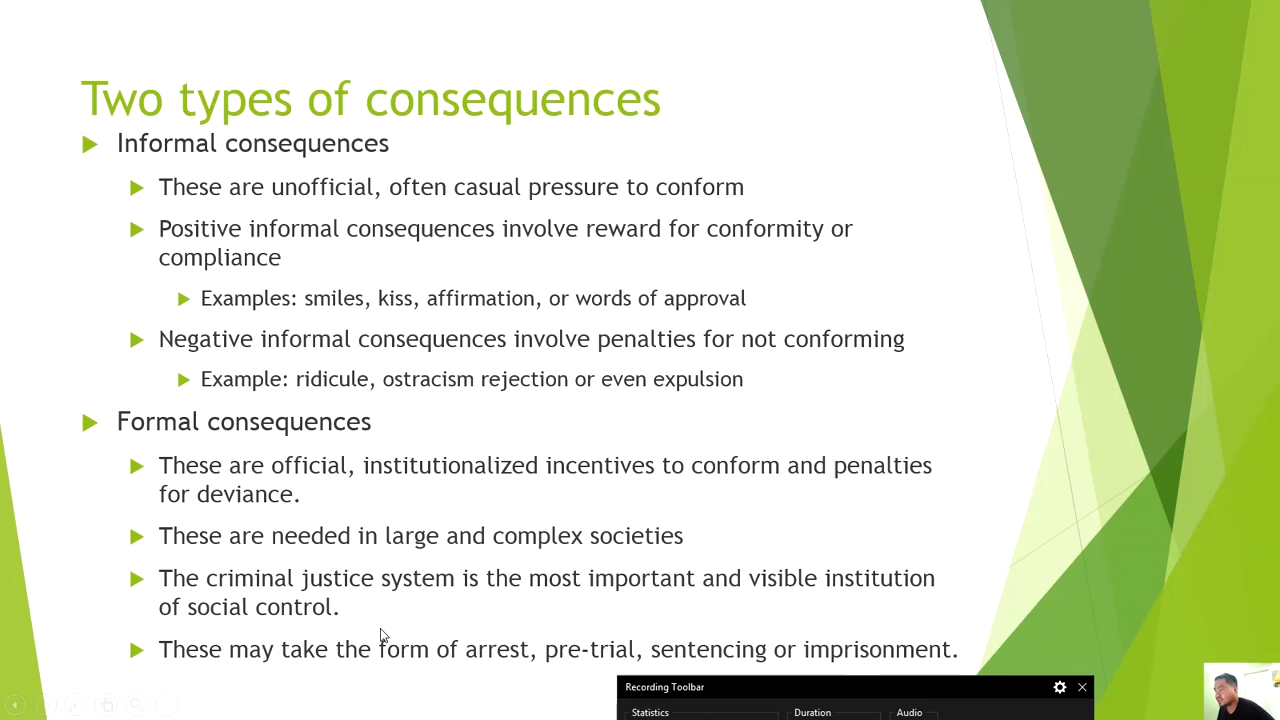 Two types of consequences
Informal consequences
These are unofficial, often casual pressure to conform
Positive informal consequences involve reward for conformity or
compliance
Examples: smiles, kiss, affirmation, or words of approval
Negative informal consequences involve penalties for not conforming
Example: ridicule, ostracism rejection or even expulsion
Formal consequences
These are official, institutionalized incentives to conform and penalties
for deviance.
These are needed in large and complex societies
The criminal justice system is the most important and visible institution
of social control.
These may take the form of arrest, pre-trial, sentencing or imprisonment.
Recording Toolbar
Statistics Duration Audio